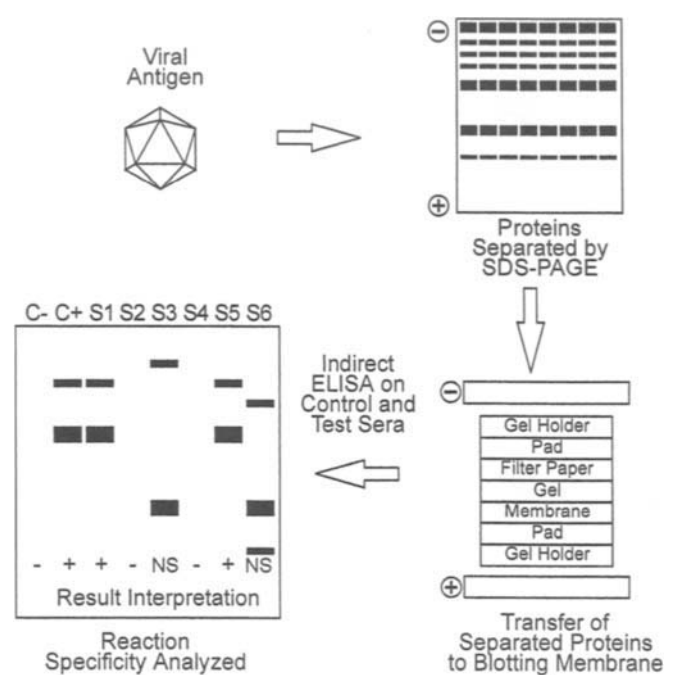 Viral
Antigen
⊖
⊕
Proteins
Separated by
SDS-PAGE
⊖
Gel Holder
Pad
Filter Paper
Gel
Membrane
Pad
Gel Holder
⊕
Transfer of
Separated Proteins
to Blotting Membrane
Indirect
ELISA on
Control and
Test Sera
C- C+ S1 S2 S3 S4 S5 S6
- + + - NS - + NS
Result Interpretation
Reaction
Specificity Analyzed